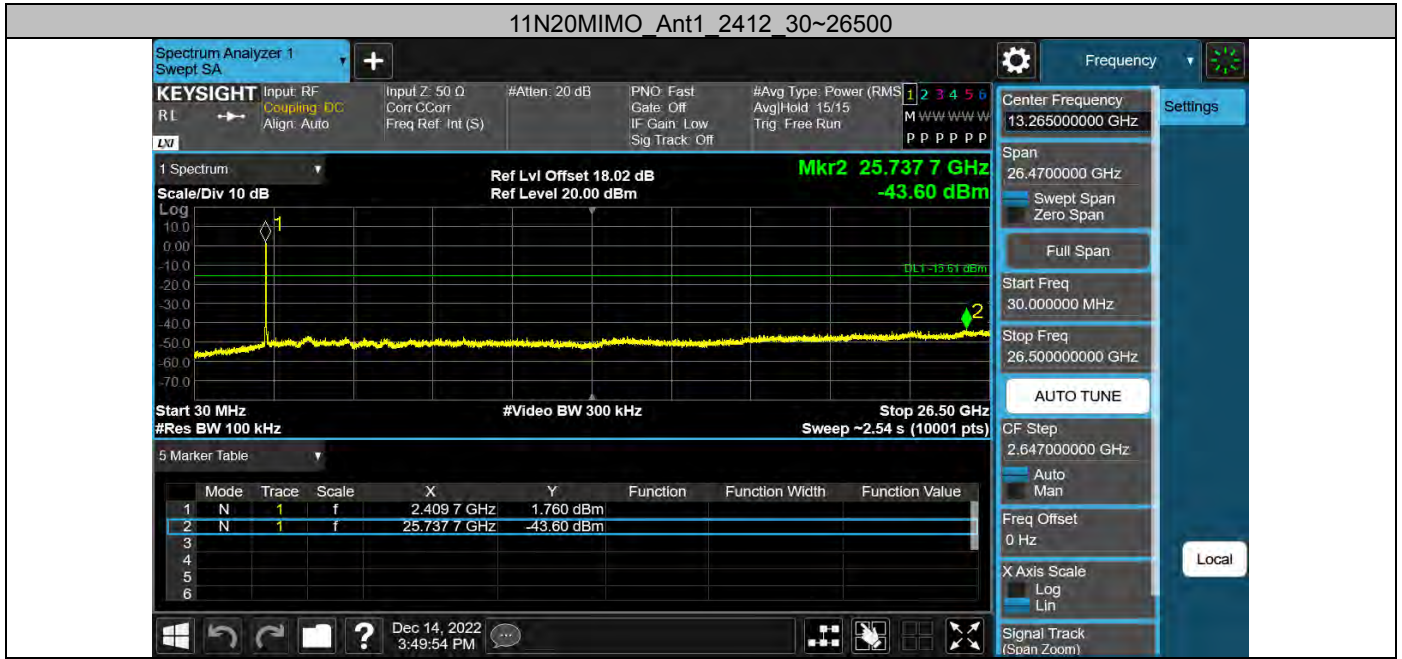 11N20MIMO_Ant1_2412_30~26500
Spectrum Analyzer 1
Swept SA
+
Frequency
KEYSIGHT
RL
LXI
Input: RF
Coupling: DC
Align: Auto
Input Z: 50 Ω
Corr CCorr
Freq Ref: Int (S)
#Atten: 20 dB
PNO: Fast
Gate: Off
IF Gain: Low
Sig Track: Off
#Avg Type: Power (RMS
Avg|Hold: 15/15
Trig: Free Run
1 2 3 4 5 6
M W W W W W
P P P P P P
1 Spectrum
Scale/Div 10 dB
Ref Lvl Offset 18.02 dB
Ref Level 20.00 dBm
Mkr2 25.737 7 GHz
-43.60 dBm
Log
10.0
0.00
-10.0
-20.0
-30.0
-40.0
-50.0
-60.0
-70.0
1
2
DL1 -15.61 dBm
Start 30 MHz
#Res BW 100 kHz
#Video BW 300 kHz
Stop 26.50 GHz
Sweep ~2.54 s (10001 pts)
5 Marker Table
Mode Trace Scale X Y Function Function Width Function Value
1 N 1 f 2.409 7 GHz 1.760 dBm
2 N 1 f 25.737 7 GHz -43.60 dBm
3
4
5
6
?
Dec 14, 2022
3:49:54 PM
Center Frequency
13.265000000 GHz
Span
26.4700000 GHz
Swept Span
Zero Span
Full Span
Start Freq
30.000000 MHz
Stop Freq
26.500000000 GHz
AUTO TUNE
CF Step
2.647000000 GHz
Auto
Man
Freq Offset
0 Hz
X Axis Scale
Log
Lin
Signal Track
(Span Zoom)
Settings
Local